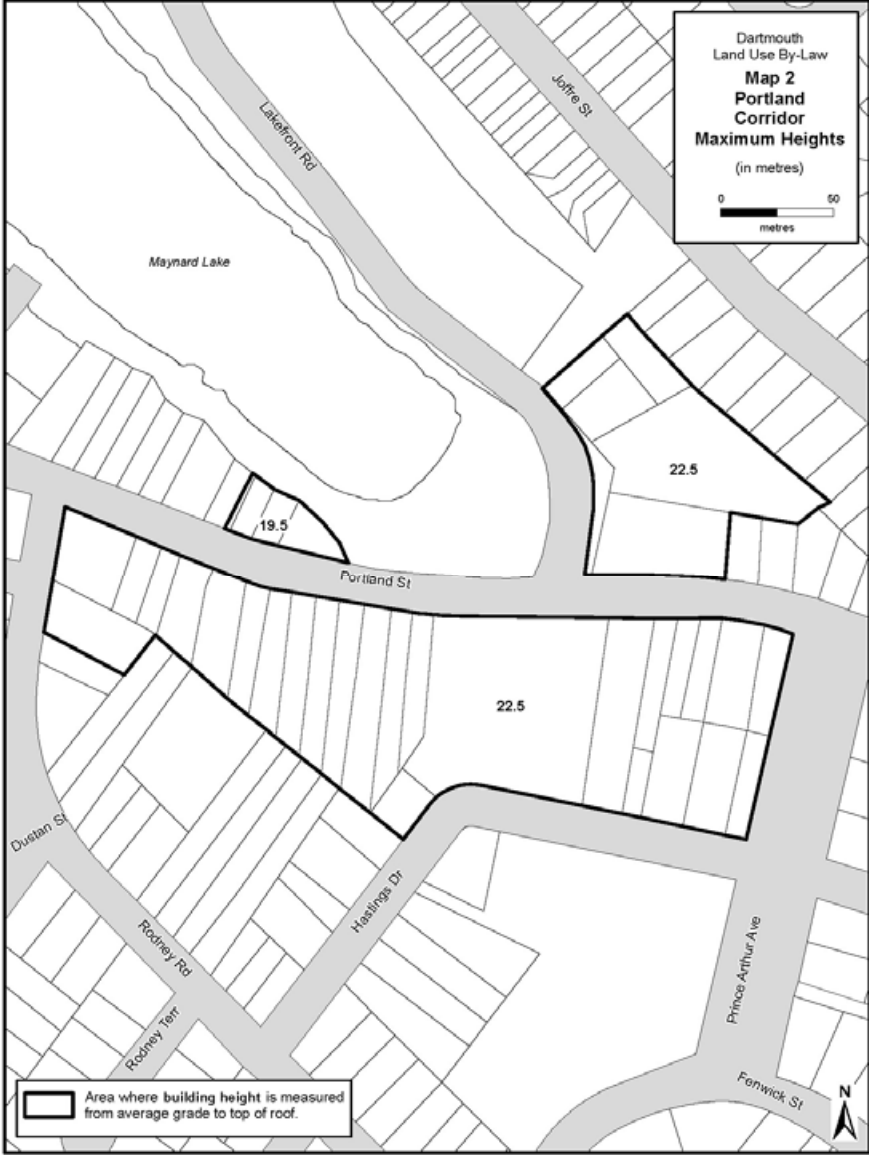 Dartmouth
Land Use By-Law
Map 2
Portland
Corridor
Maximum Heights
(in metres)
0 50
metres
Joffre St
Lakefront Rd
Maynard Lake
22.5
19.5
Portland St
22.5
Dustan St
Hastings Dr
Rodney Rd
Prince Arthur Ave
Rodney Terr
Fenwick St
Area where building height is measured
from average grade to top of roof.
N